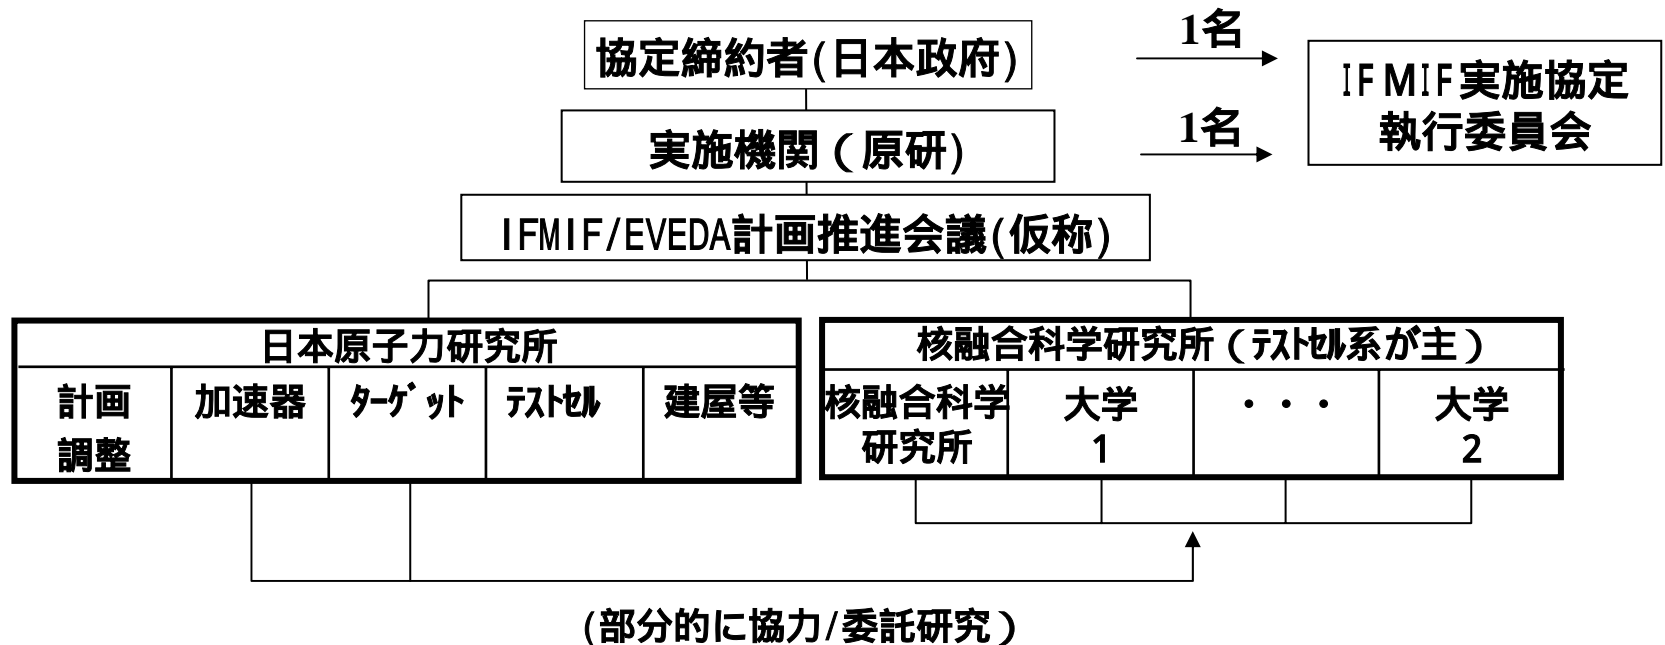 協定締約者(日本政府)
1名
実施機関（原研)
1名
IFMIF実施協定
執行委員会
IFMIF/EVEDA計画推進会議(仮称)
日本原子力研究所
計画
調整
加速器
ﾀｰｹﾞｯﾄ
ﾃｽﾄｾﾙ
建屋等
核融合科学研究所（ﾃｽﾄｾﾙ系が主）
核融合科学
研究所
大学
1
・・・
大学
2
(部分的に協力/委託研究）